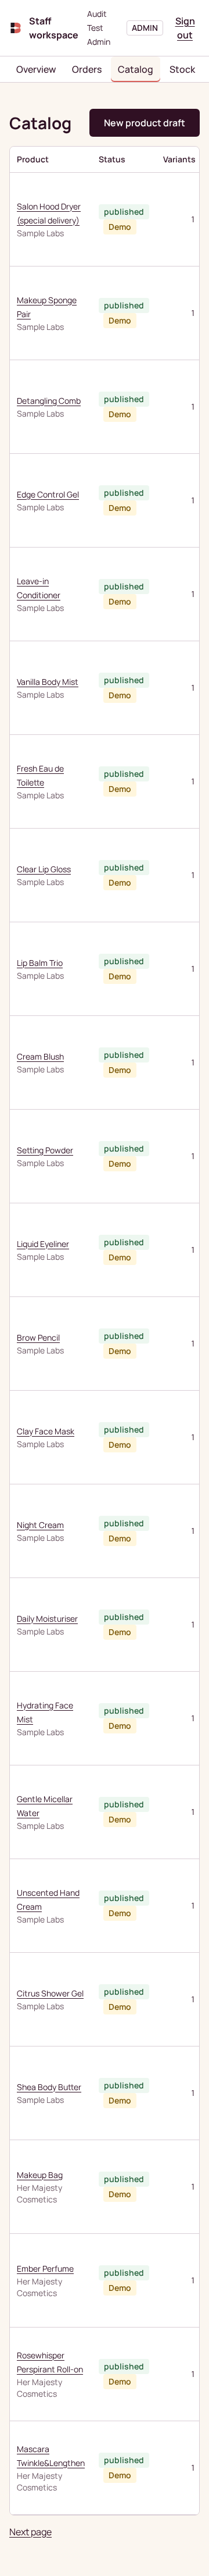 Staff workspace
Audit Test Admin
ADMIN
Sign out
Overview
Orders
Catalog
Stock
Catalog
New product draft
Product
Status
Variants
Salon Hood Dryer
(special delivery)
Sample Labs
published
Demo
1
Makeup Sponge
Pair
Sample Labs
published
Demo
1
Detangling Comb
Sample Labs
published
Demo
1
Edge Control Gel
Sample Labs
published
Demo
1
Leave-in
Conditioner
Sample Labs
published
Demo
1
Vanilla Body Mist
Sample Labs
published
Demo
1
Fresh Eau de
Toilette
Sample Labs
published
Demo
1
Clear Lip Gloss
Sample Labs
published
Demo
1
Lip Balm Trio
Sample Labs
published
Demo
1
Cream Blush
Sample Labs
published
Demo
1
Setting Powder
Sample Labs
published
Demo
1
Liquid Eyeliner
Sample Labs
published
Demo
1
Brow Pencil
Sample Labs
published
Demo
1
Clay Face Mask
Sample Labs
published
Demo
1
Night Cream
Sample Labs
published
Demo
1
Daily Moisturiser
Sample Labs
published
Demo
1
Hydrating Face
Mist
Sample Labs
published
Demo
1
Gentle Micellar
Water
Sample Labs
published
Demo
1
Unscented Hand
Cream
Sample Labs
published
Demo
1
Citrus Shower Gel
Sample Labs
published
Demo
1
Shea Body Butter
Sample Labs
published
Demo
1
Makeup Bag
Her Majesty
Cosmetics
published
Demo
1
Ember Perfume
Her Majesty
Cosmetics
published
Demo
1
Rosewhisper
Perspirant Roll-on
Her Majesty
Cosmetics
published
Demo
1
Mascara
Twinkle&Lengthen
Her Majesty
Cosmetics
published
Demo
1
Next page